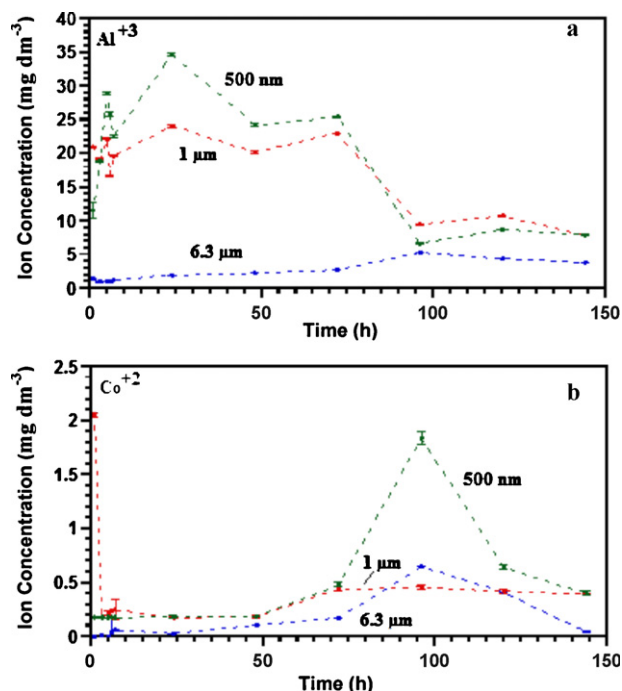 Al+3
a
40
35
30
25
20
15
10
5
0
500 nm
1 µm
6.3 µm
Ion Concentration (mg dm-3)
0
50
100
150
Time (h)
Co+2
b
2.5
2
1.5
1
0.5
0
500 nm
1 µm
6.3 µm
Ion Concentration (mg dm-3)
0
50
100
150
Time (h)